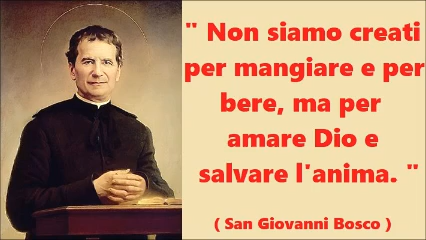 " Non siamo creati
per mangiare e per
bere, ma per
amare Dio e
salvare l'anima. "
( San Giovanni Bosco )